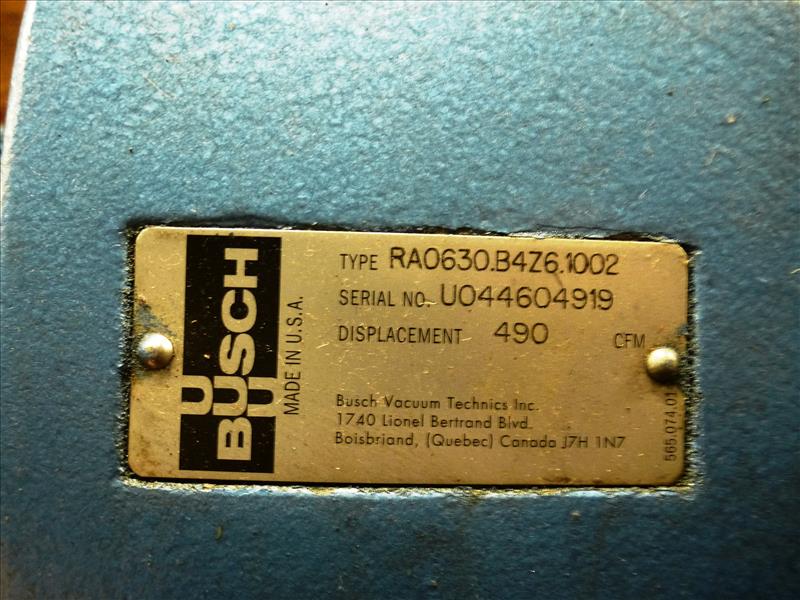 BUSCH
MADE IN U.S.A.
TYPE RA0630.B4Z6.1002
SERIAL NO. U044604919
DISPLACEMENT 490 CFM
Busch Vacuum Technics Inc.
1740 Lionel Bertrand Blvd.
Boisbriand, (Quebec) Canada J7H 1N7
565.074.01